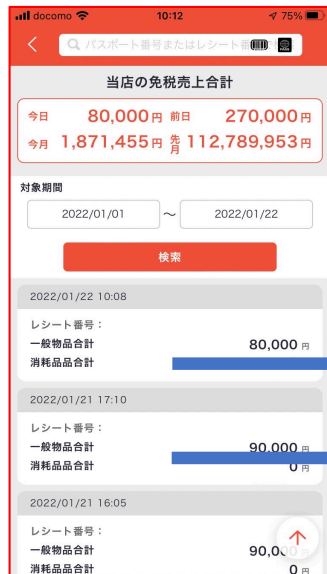 docomo 10:12 75%
パスポート番号またはレシート番
当店の免税売上合計
今日 80,000円 前日 270,000円
今月 1,871,455円 先月 112,789,953円
対象期間
2022/01/01 ～ 2022/01/22
検索
2022/01/22 10:08
レシート番号：
一般物品合計 80,000 円
消耗品品合計
2022/01/21 17:10
レシート番号：
一般物品合計 90,000 円
消耗品品合計 0 円
2022/01/21 16:05
レシート番号：
一般物品合計 90,0
消耗品品合計 0 円